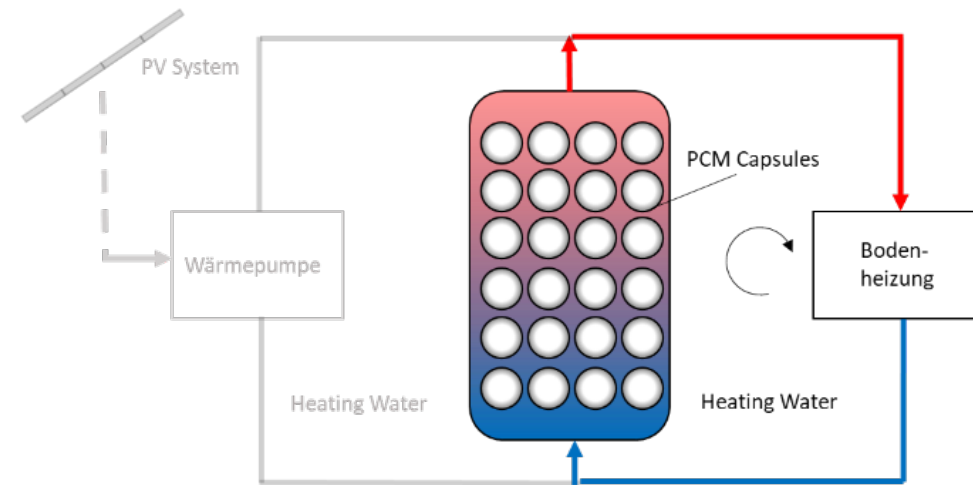 PV System
PCM Capsules
Wärmepumpe
Boden-
heizung
Heating Water
Heating Water